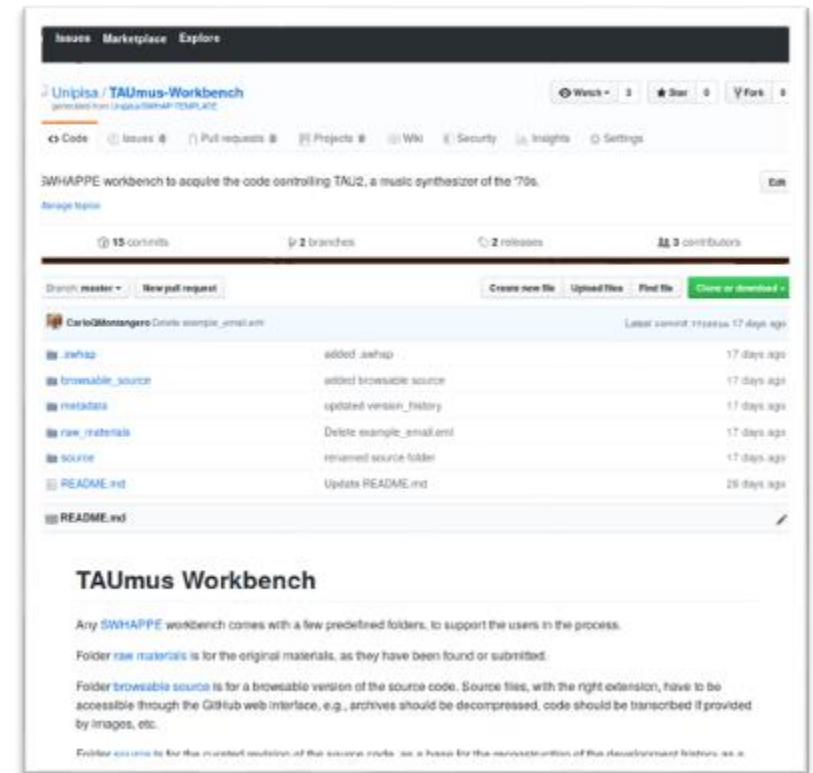 Issues Marketplace Explore
Unipisa / TAUmus-Workbench
generated from Unipisa/SWHAP-TEMPLATE
Watch 3 Star 0 Fork 0
Code Issues 0 Pull requests 0 Projects 0 Wiki Security Insights Settings
SWHAPPE workbench to acquire the code controlling TAU2, a music synthesizer of the '70s.
Edit
Manage topics
15 commits 2 branches 2 releases 3 contributors
Branch: master New pull request Create new file Upload files Find file Clone or download
CarloQMontangero Delete example_email.eml Latest commit 17 days ago
.swhap added .swhap 17 days ago
browsable_source added browsable source 17 days ago
metadata updated version_history 17 days ago
raw_materials Delete example_email.eml 17 days ago
source renamed source folder 17 days ago
README.md Update README.md 26 days ago
README.md
TAUmus Workbench
Any SWHAPPE workbench comes with a few predefined folders, to support the users in the process.
Folder raw materials is for the original materials, as they have been found or submitted.
Folder browsable source is for a browsable version of the source code. Source files, with the right extension, have to be
accessible through the GitHub web interface, e.g., archives should be decompressed, code should be transcribed if provided
by images, etc.
Folder source is for the curated revision of the source code, as a base for the reconstruction of the development history as a